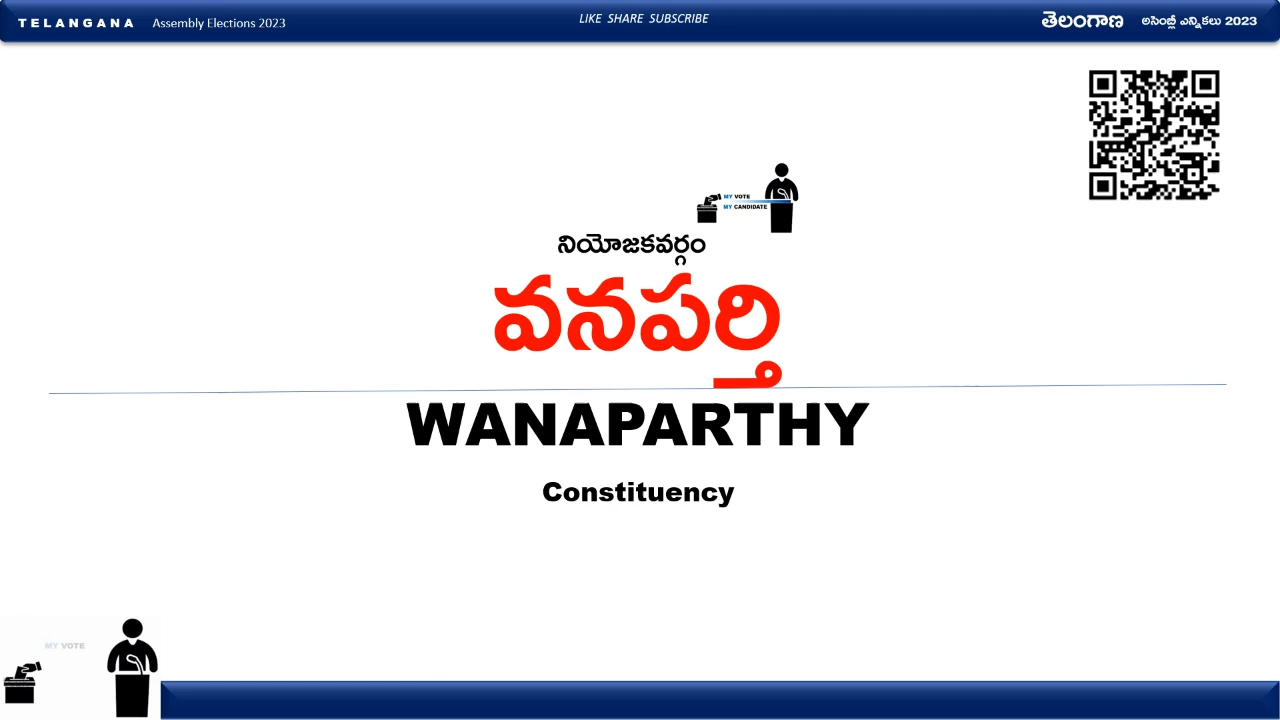 TELANGANA Assembly Elections 2023
LIKE SHARE SUBSCRIBE
తెలంగాణ అసెంబ్లీ ఎన్నికలు 2023
MY VOTE
MY CANDIDATE
నియోజకవర్గం
వనపర్తి
WANAPARTHY
Constituency
MY VOTE